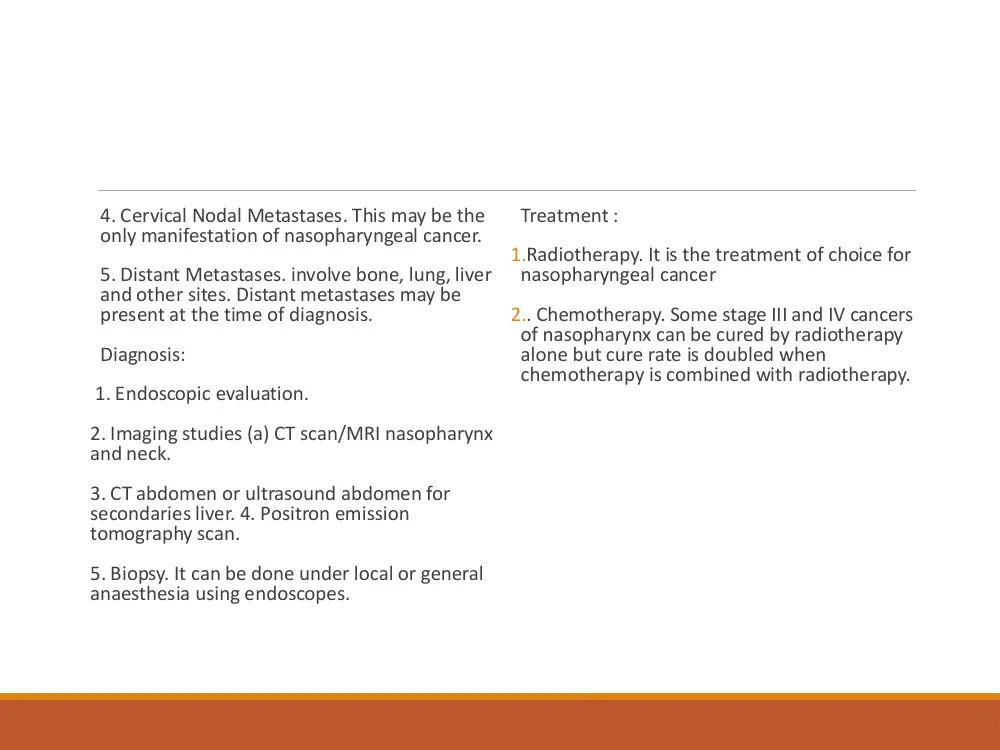 4. Cervical Nodal Metastases. This may be the
only manifestation of nasopharyngeal cancer.
5. Distant Metastases. involve bone, lung, liver
and other sites. Distant metastases may be
present at the time of diagnosis.
Diagnosis:
1. Endoscopic evaluation.
2. Imaging studies (a) CT scan/MRI nasopharynx
and neck.
3. CT abdomen or ultrasound abdomen for
secondaries liver. 4. Positron emission
tomography scan.
5. Biopsy. It can be done under local or general
anaesthesia using endoscopes.
Treatment :
1.Radiotherapy. It is the treatment of choice for
nasopharyngeal cancer
2.. Chemotherapy. Some stage III and IV cancers
of nasopharynx can be cured by radiotherapy
alone but cure rate is doubled when
chemotherapy is combined with radiotherapy.